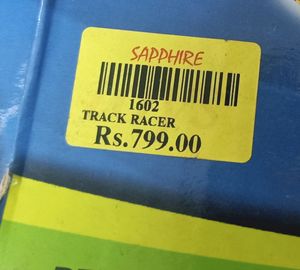 SAPPHIRE
1602
TRACK RACER
Rs.799.00